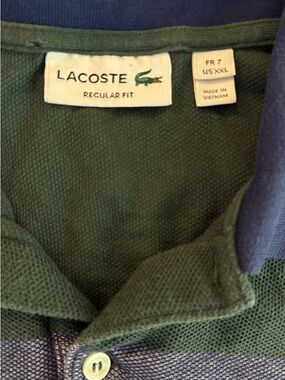 LACOSTE
REGULAR FIT
FR 7
US XXL
MADE IN
VIETNAM